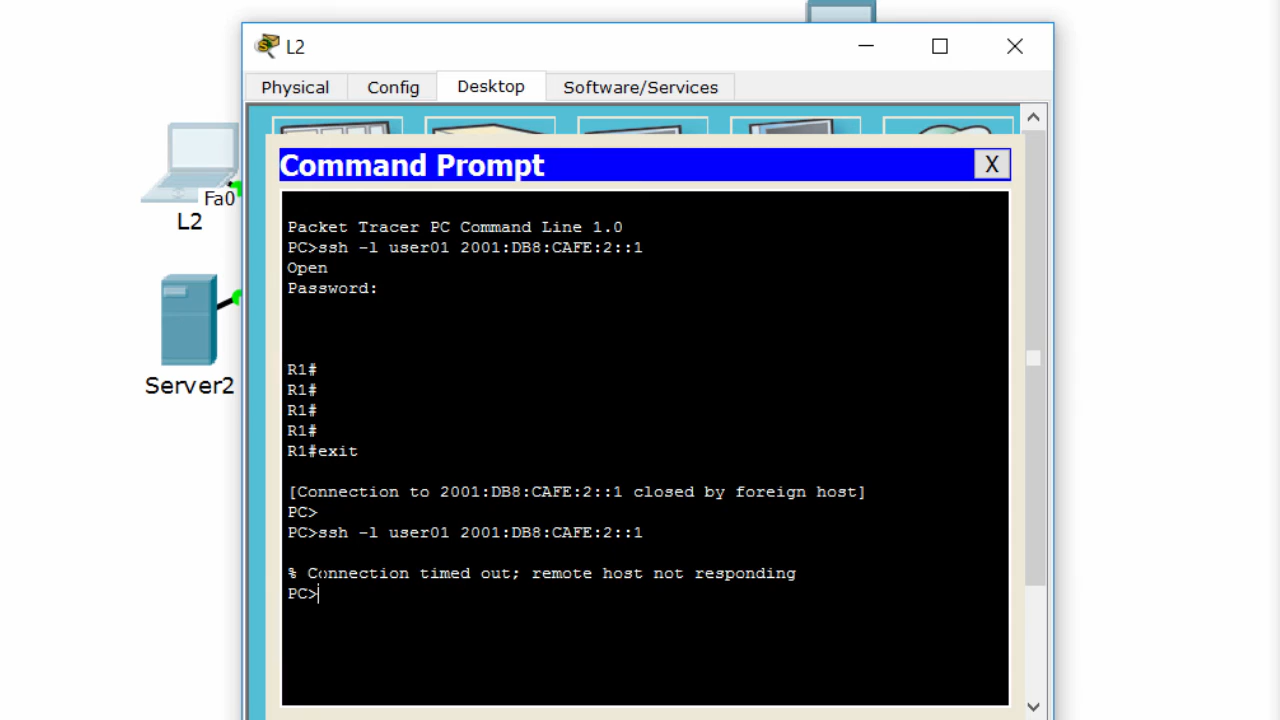 L2
Physical Config Desktop Software/Services
Command Prompt X
Packet Tracer PC Command Line 1.0
PC>ssh -l user01 2001:DB8:CAFE:2::1
Open
Password:
R1#
R1#
R1#
R1#
R1#exit
[Connection to 2001:DB8:CAFE:2::1 closed by foreign host]
PC>
PC>ssh -l user01 2001:DB8:CAFE:2::1
% Connection timed out; remote host not responding
PC>
Fa0
L2
Server2